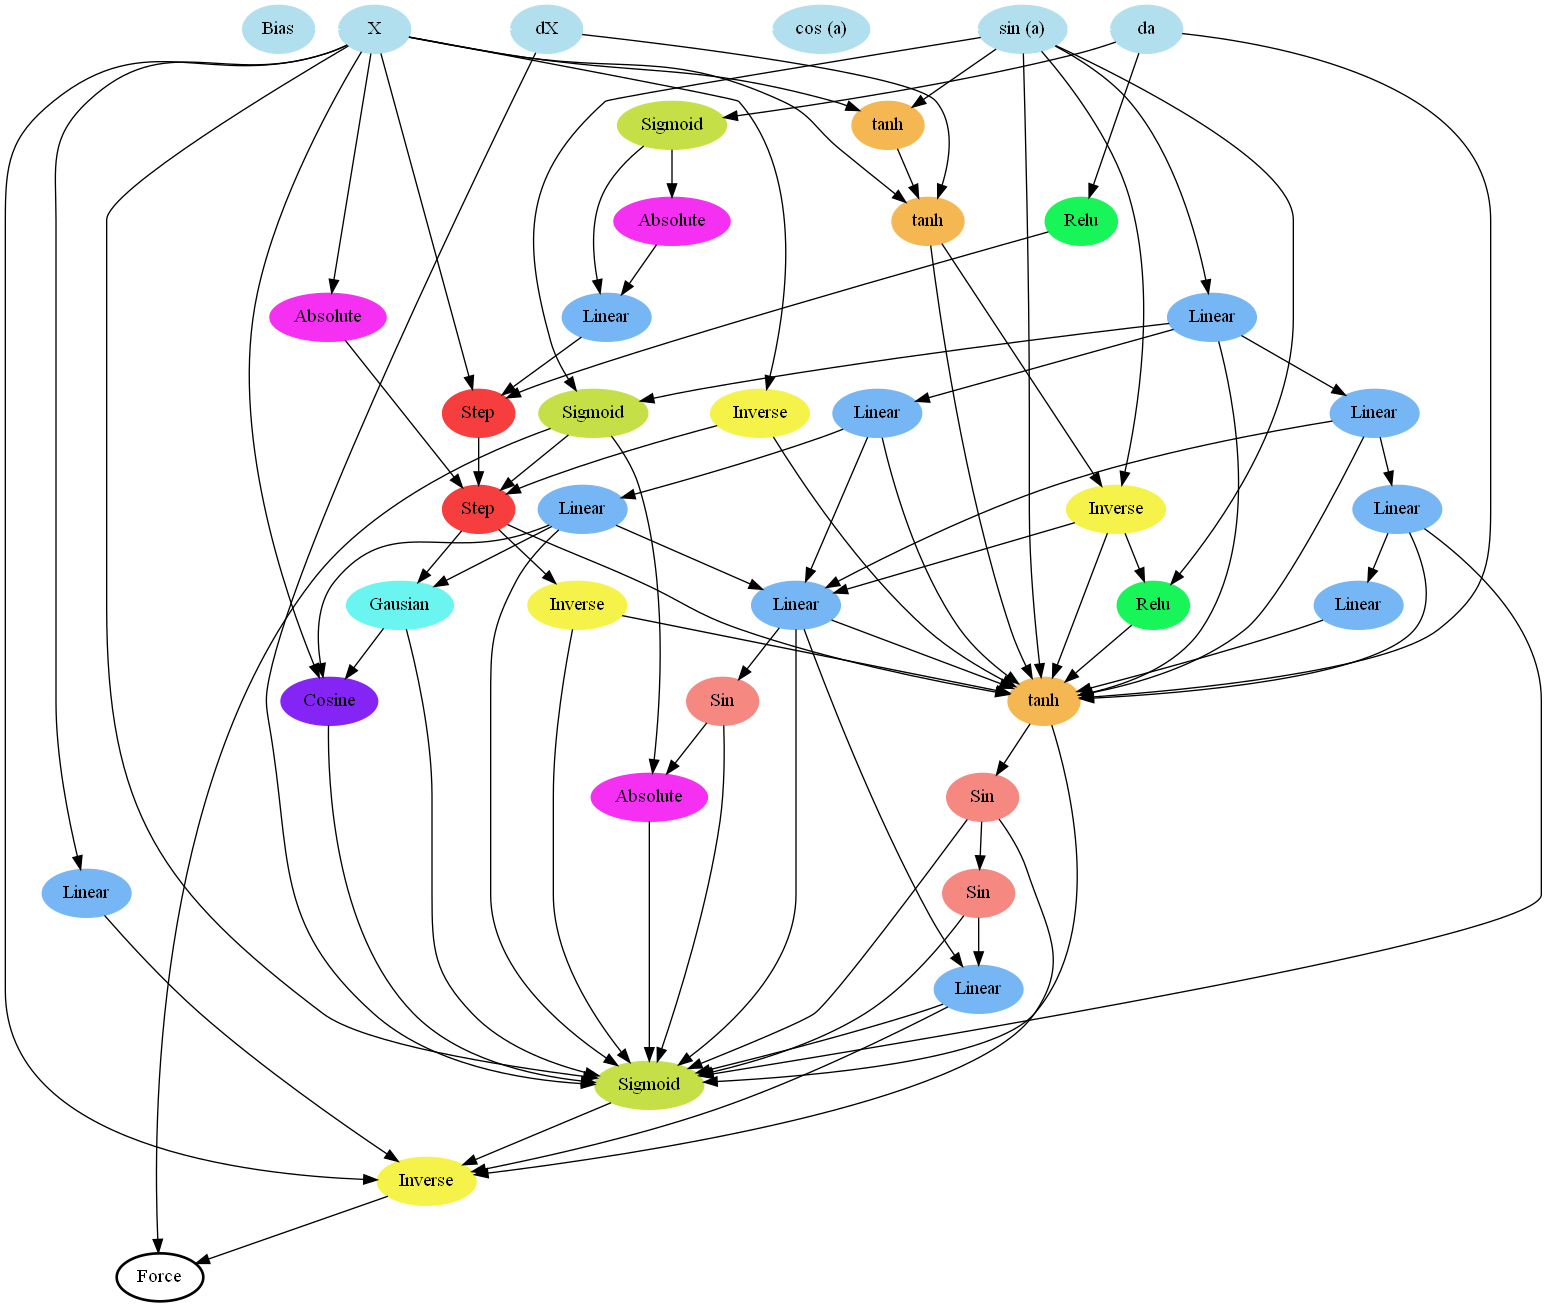 Bias X dX cos (a) sin (a) da
Sigmoid tanh
Absolute tanh Relu
Absolute Linear Linear
Step Sigmoid Inverse Linear Linear
Step Linear Inverse Linear
Gausian Inverse Linear Relu Linear
Cosine Sin tanh
Absolute Sin
Linear Sin
Linear
Sigmoid
Inverse
Force